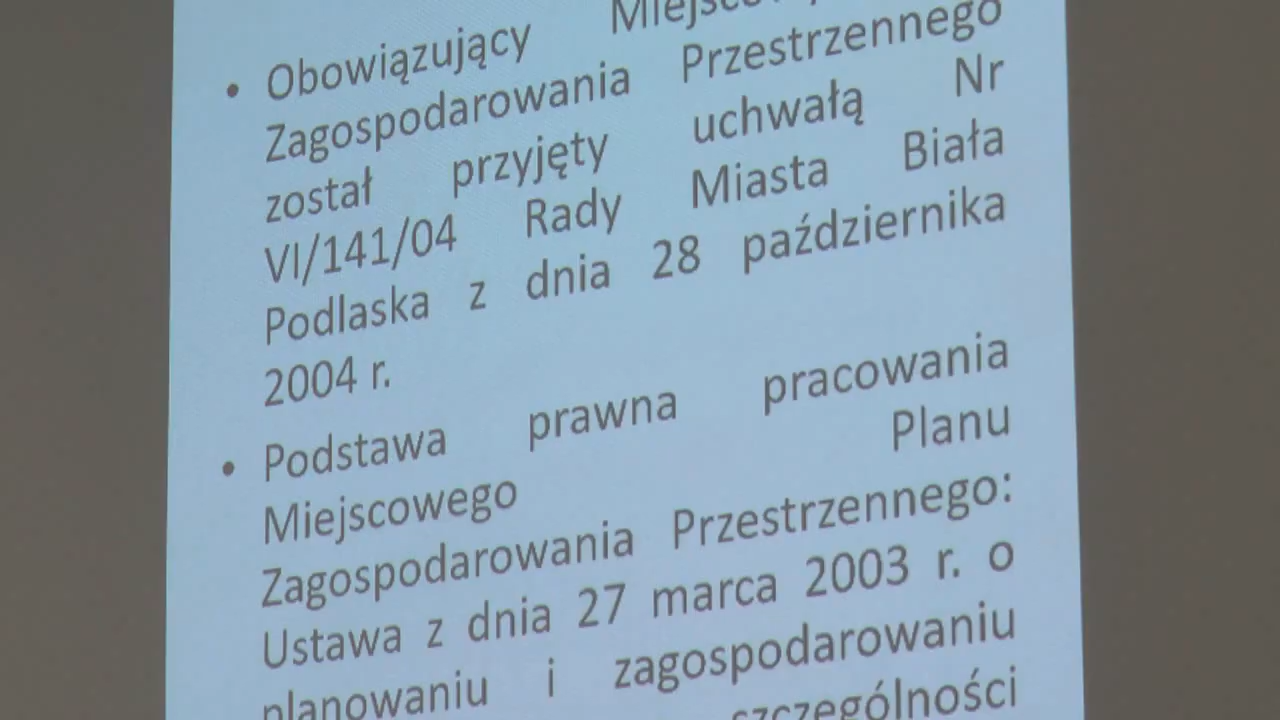 • Obowiązujący
Zagospodarowania Przestrzennego
został przyjęty uchwałą Nr
VI/141/04 Rady Miasta Biała
Podlaska z dnia 28 października
2004 r.
• Podstawa prawna pracowania
Miejscowego Planu
Zagospodarowania Przestrzennego:
Ustawa z dnia 27 marca 2003 r. o
planowaniu i zagospodarowaniu
szczególności